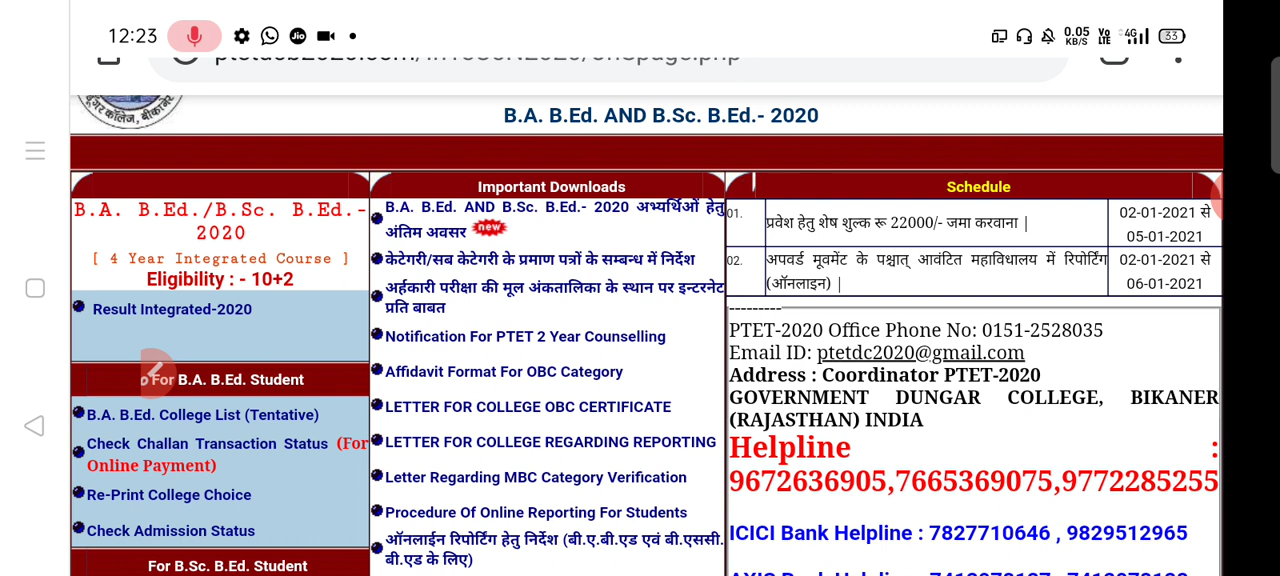 12:23
0.05 KB/S
Vo LTE 4G 33
डूंगर कॉलेज, बीकानेर
B.A. B.Ed. AND B.Sc. B.Ed.- 2020
B.A. B.Ed./B.Sc. B.Ed.-
2020
[ 4 Year Integrated Course ]
Eligibility : - 10+2
Result Integrated-2020
For B.A. B.Ed. Student
B.A. B.Ed. College List (Tentative)
Check Challan Transaction Status (For
Online Payment)
Re-Print College Choice
Check Admission Status
For B.Sc. B.Ed. Student
Important Downloads
B.A. B.Ed. AND B.Sc. B.Ed.- 2020 अभ्यर्थिओं हेतु
अंतिम अवसर new
केटेगरी/सब केटेगरी के प्रमाण पत्रों के सम्बन्ध में निर्देश
अर्हकारी परीक्षा की मूल अंकतालिका के स्थान पर इन्टरनेट
प्रति बाबत
Notification For PTET 2 Year Counselling
Affidavit Format For OBC Category
LETTER FOR COLLEGE OBC CERTIFICATE
LETTER FOR COLLEGE REGARDING REPORTING
Letter Regarding MBC Category Verification
Procedure Of Online Reporting For Students
ऑनलाईन रिपोर्टिंग हेतु निर्देश (बी.ए.बी.एड एवं बी.एससी.
बी.एड के लिए)
Schedule
01. प्रवेश हेतु शेष शुल्क रू 22000/- जमा करवाना | 02-01-2021 से
05-01-2021
02. अपवर्ड मूवमेंट के पश्चात् आवंटित महाविधालय में रिपोर्टिंग 02-01-2021 से
(ऑनलाइन) | 06-01-2021
---------
PTET-2020 Office Phone No: 0151-2528035
Email ID: ptetdc2020@gmail.com
Address : Coordinator PTET-2020
GOVERNMENT DUNGAR COLLEGE, BIKANER
(RAJASTHAN) INDIA
Helpline :
9672636905,7665369075,9772285255
ICICI Bank Helpline : 7827710646 , 9829512965